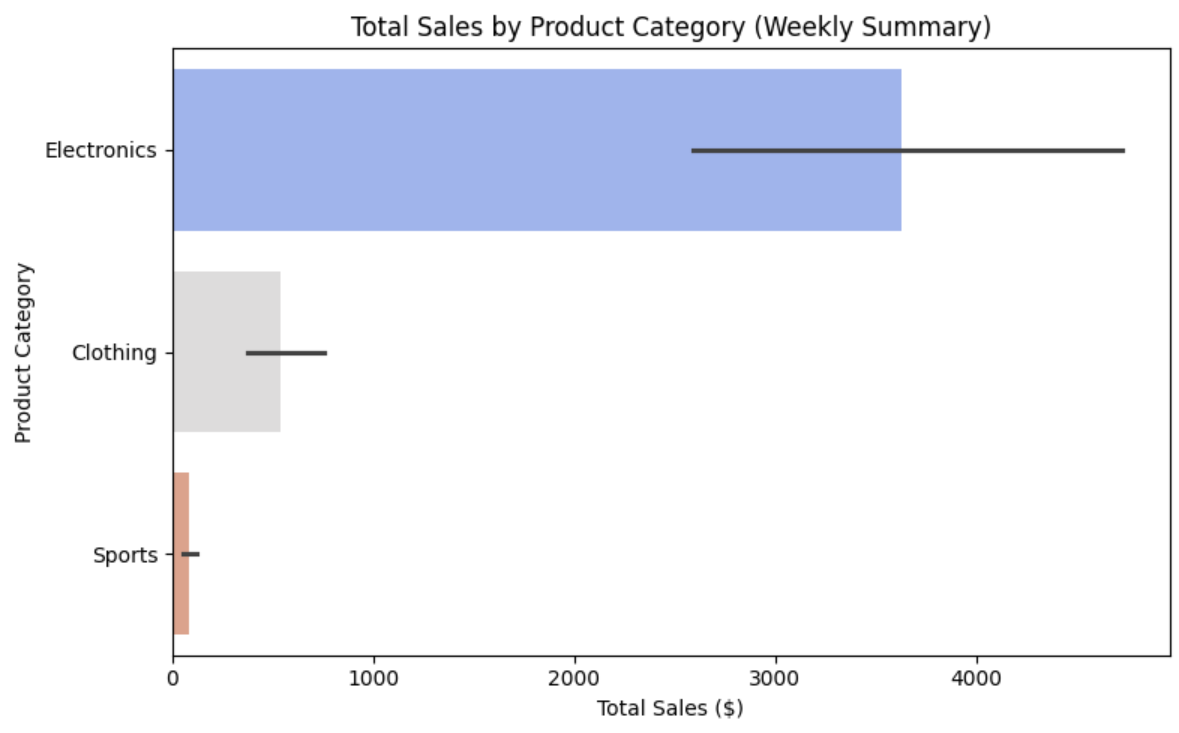 Total Sales by Product Category (Weekly Summary)
Product Category
Electronics
Clothing
Sports
0 1000 2000 3000 4000
Total Sales ($)